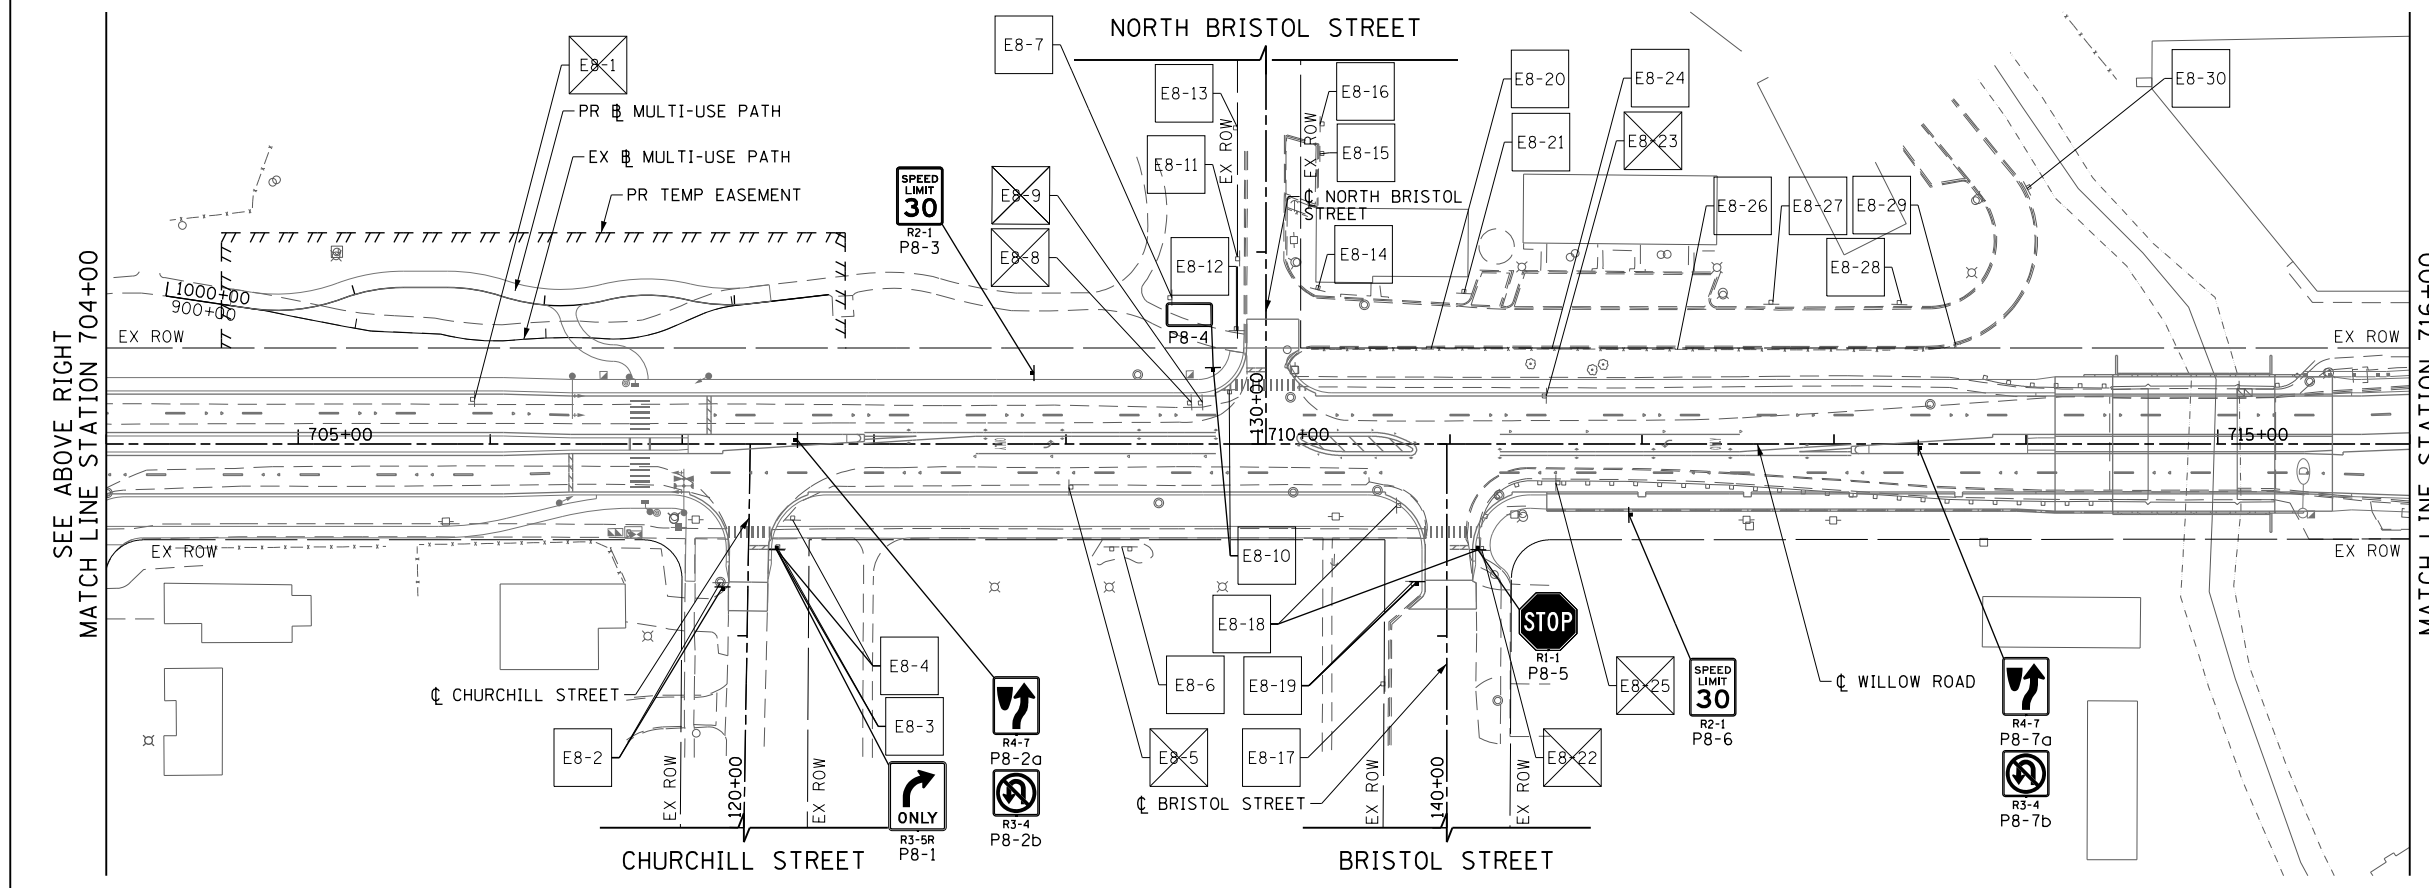 NORTH BRISTOL STREET
E8-1
E8-7
E8-13
E8-16
E8-20
E8-24
E8-30
PR ℄ MULTI-USE PATH
EX ROW
EX ROW
E8-21
E8-23
E8-11
E8-15
EX ℄ MULTI-USE PATH
PR TEMP EASEMENT
SPEED
LIMIT
30
R2-1
P8-3
E8-9
E8-8
℄ NORTH BRISTOL
STREET
E8-26
E8-27
E8-29
E8-12
E8-14
E8-28
1000+00
900+00
P8-4
EX ROW
EX ROW
SEE ABOVE RIGHT
MATCH LINE STATION 704+00
MATCH LINE STATION 716+00
130+00
705+00
710+00
715+00
EX ROW
EX ROW
E8-10
E8-18
STOP
R1-1
P8-5
E8-4
E8-6
E8-19
E8-25
SPEED
LIMIT
30
R2-1
P8-6
℄ WILLOW ROAD
℄ CHURCHILL STREET
E8-3
R4-7
P8-2a
R4-7
P8-7a
E8-2
E8-5
E8-17
E8-22
EX ROW
120+00
EX ROW
ONLY
R3-5R
P8-1
R3-4
P8-2b
℄ BRISTOL STREET
EX ROW
140+00
EX ROW
R3-4
P8-7b
CHURCHILL STREET
BRISTOL STREET